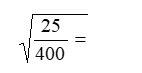 √(25/400) =